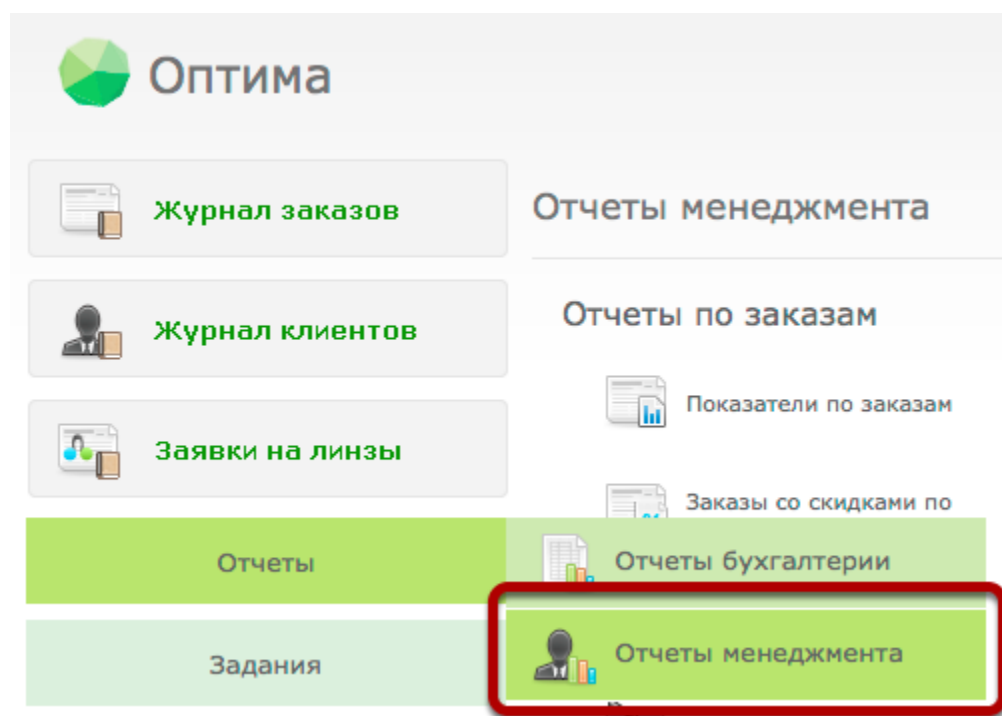 Оптима
Журнал заказов
Журнал клиентов
Заявки на линзы
Отчеты
Задания
Отчеты менеджмента
Отчеты по заказам
Показатели по заказам
Заказы со скидками по
Отчеты бухгалтерии
Отчеты менеджмента